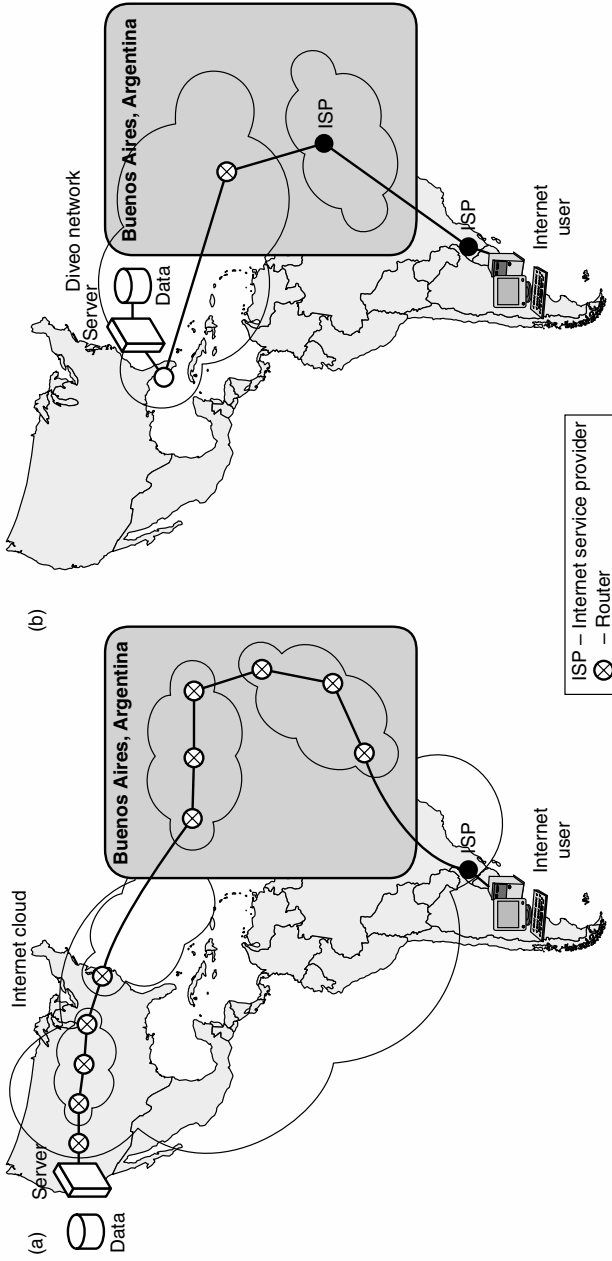 (a)
Data
Server
Internet cloud
Buenos Aires, Argentina
ISP
Internet
user
(b)
Diveo network
Server
Data
Buenos Aires, Argentina
ISP
ISP
Internet
user
ISP – Internet service provider
– Router